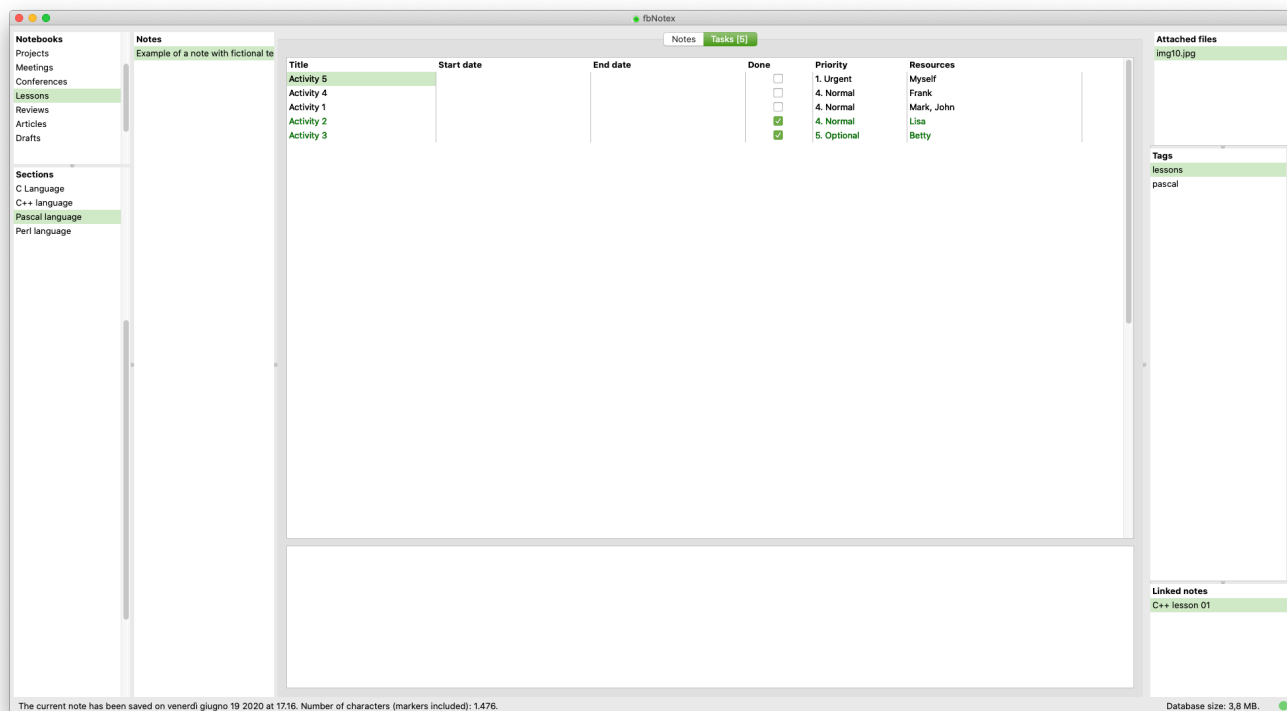 fbNotex
Notebooks
Projects
Meetings
Conferences
Lessons
Reviews
Articles
Drafts
Sections
C Language
C++ language
Pascal language
Perl language
Notes
Example of a note with fictional te
Notes Tasks [5]
Title Start date End date Done Priority Resources
Activity 5 1. Urgent Myself
Activity 4 4. Normal Frank
Activity 1 4. Normal Mark, John
Activity 2 4. Normal Lisa
Activity 3 5. Optional Betty
Attached files
img10.jpg
Tags
lessons
pascal
Linked notes
C++ lesson 01
The current note has been saved on venerdì giugno 19 2020 at 17.16. Number of characters (markers included): 1.476.
Database size: 3,8 MB.